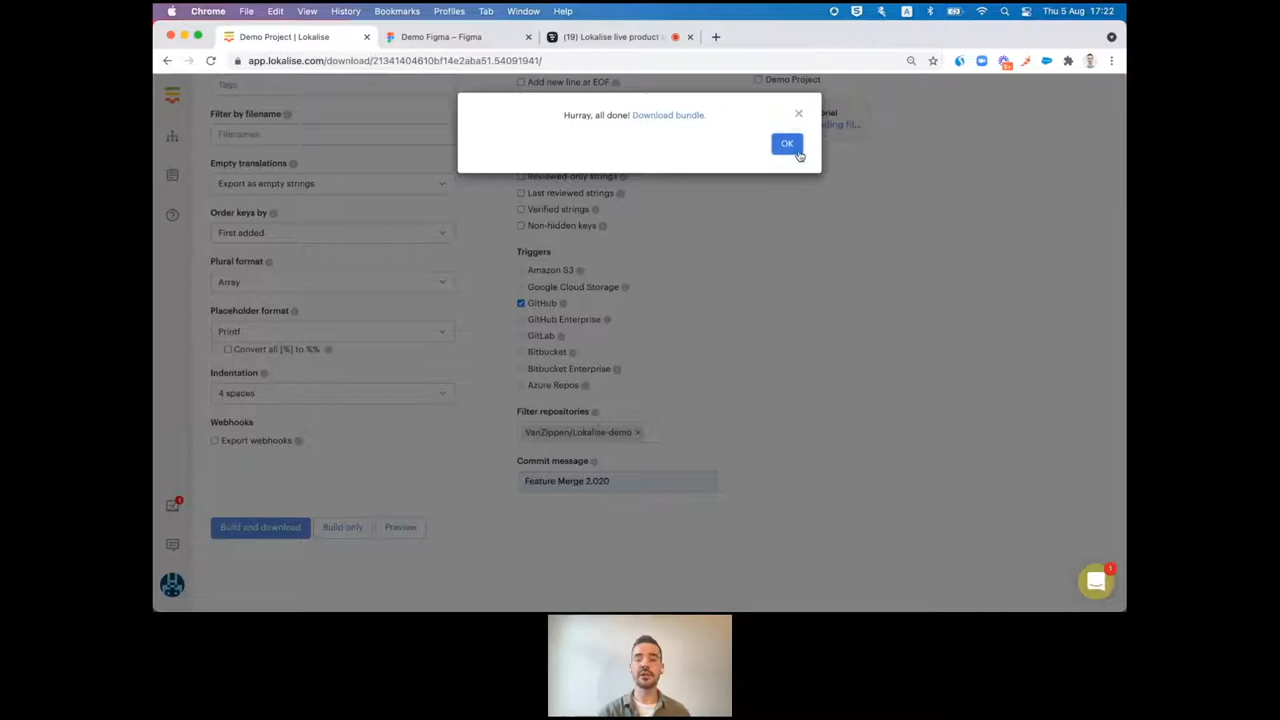 Chrome File Edit View History Bookmarks Profiles Tab Window Help
A
Thu 5 Aug 17:22
Demo Project | Lokalise
Demo Figma – Figma
(19) Lokalise live product
app.lokalise.com/download/21341404610bf14e2aba51.54091941/
Tags
Add new line at EOF
Demo Project
Hurray, all done! Download bundle.
OK
Filter by filename
Filenames
Empty translations
Export as empty strings
Reviewed-only strings
Last reviewed strings
Verified strings
Non-hidden keys
Order keys by
First added
Plural format
Array
Placeholder format
Printf
Convert all [%] to %%
Indentation
4 spaces
Webhooks
Export webhooks
Triggers
Amazon S3
Google Cloud Storage
GitHub
GitHub Enterprise
GitLab
Bitbucket
Bitbucket Enterprise
Azure Repos
Filter repositories
VanZippen/Lokalise-demo
Commit message
Feature Merge 2.020
Build and download
Build only
Preview
1
1